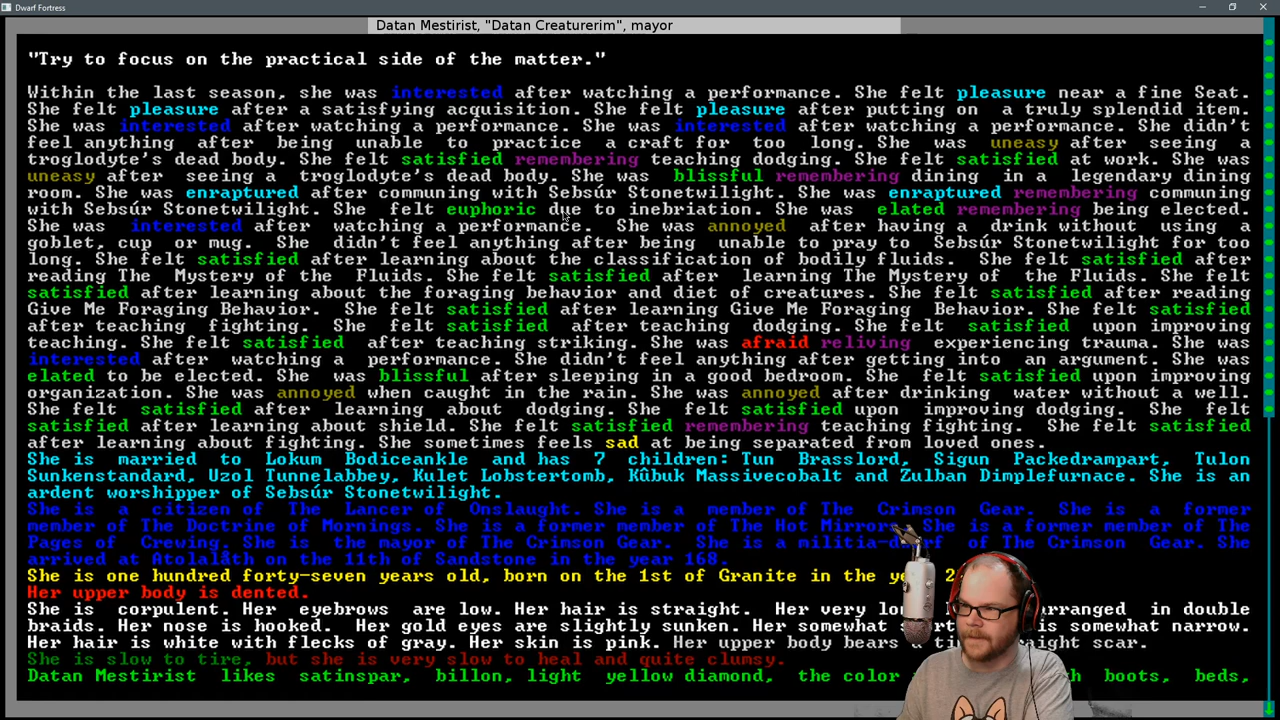 Dwarf Fortress
Datan Mestirist, "Datan Creaturerim", mayor
"Try to focus on the practical side of the matter."
Within the last season, she was interested after watching a performance. She felt pleasure near a fine Seat.
She felt pleasure after a satisfying acquisition. She felt pleasure after putting on a truly splendid item.
She was interested after watching a performance. She was interested after watching a performance. She didn't
feel anything after being unable to practice a craft for too long. She was uneasy after seeing a
troglodyte's dead body. She felt satisfied remembering teaching dodging. She felt satisfied at work. She was
uneasy after seeing a troglodyte's dead body. She was blissful remembering dining in a legendary dining
room. She was enraptured after communing with Sebsúr Stonetwilight. She was enraptured remembering communing
with Sebsúr Stonetwilight. She felt euphoric due to inebriation. She was elated remembering being elected.
She was interested after watching a performance. She was annoyed after having a drink without using a
goblet, cup or mug. She didn't feel anything after being unable to pray to Sebsúr Stonetwilight for too
long. She felt satisfied after learning about the classification of bodily fluids. She felt satisfied after
reading The Mystery of the Fluids. She felt satisfied after learning The Mystery of the Fluids. She felt
satisfied after learning about the foraging behavior and diet of creatures. She felt satisfied after reading
Give Me Foraging Behavior. She felt satisfied after learning Give Me Foraging Behavior. She felt satisfied
after teaching fighting. She felt satisfied after teaching dodging. She felt satisfied upon improving
teaching. She felt satisfied after teaching striking. She was afraid reliving experiencing trauma. She was
interested after watching a performance. She didn't feel anything after getting into an argument. She was
elated to be elected. She was blissful after sleeping in a good bedroom. She felt satisfied upon improving
organization. She was annoyed when caught in the rain. She was annoyed after drinking water without a well.
She felt satisfied after learning about dodging. She felt satisfied upon improving dodging. She felt
satisfied after learning about shield. She felt satisfied remembering teaching fighting. She felt satisfied
after learning about fighting. She sometimes feels sad at being separated from loved ones.
She is married to Lokum Bodiceankle and has 7 children: Tun Brasslord, Sigun Packedrampart, Tulon
Sunkenstandard, Uzol Tunnelabbey, Kulet Lobstertomb, Kûbuk Massivecobalt and Zulban Dimplefurnace. She is an
ardent worshipper of Sebsúr Stonetwilight.
She is a citizen of The Lancer of Onslaught. She is a member of The Crimson Gear. She is a former
member of The Doctrine of Mornings. She is a former member of The Hot Mirror. She is a former member of The
Pages of Crewing. She is the mayor of The Crimson Gear. She is a militia-dwarf of The Crimson Gear. She
arrived at Atolalåth on the 11th of Sandstone in the year 168.
She is one hundred forty-seven years old, born on the 1st of Granite in the
Her upper body is dented.
She is corpulent. Her eyebrows are low. Her hair is straight. Her very arranged in double
braids. Her nose is hooked. Her gold eyes are slightly sunken. Her somewhat is somewhat narrow.
Her hair is white with flecks of gray. Her skin is pink. Her upper body bears a scar.
She is slow to tire, but she is very slow to heal and quite clumsy.
Datan Mestirist likes satinspar, billon, light yellow diamond, the color boots, beds,